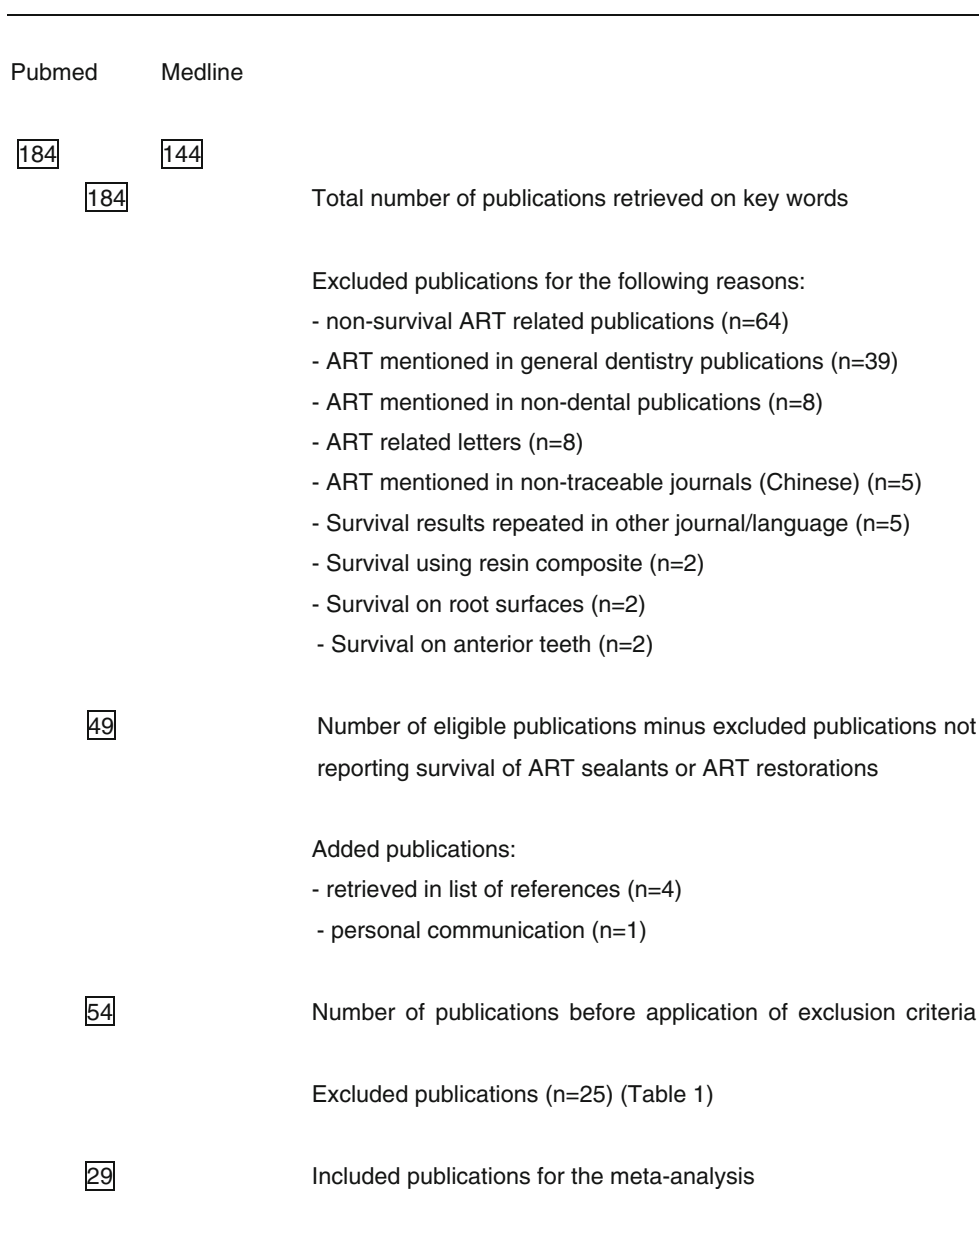 Pubmed Medline
184 144
184 Total number of publications retrieved on key words
Excluded publications for the following reasons:
- non-survival ART related publications (n=64)
- ART mentioned in general dentistry publications (n=39)
- ART mentioned in non-dental publications (n=8)
- ART related letters (n=8)
- ART mentioned in non-traceable journals (Chinese) (n=5)
- Survival results repeated in other journal/language (n=5)
- Survival using resin composite (n=2)
- Survival on root surfaces (n=2)
- Survival on anterior teeth (n=2)
49 Number of eligible publications minus excluded publications not
reporting survival of ART sealants or ART restorations
Added publications:
- retrieved in list of references (n=4)
- personal communication (n=1)
54 Number of publications before application of exclusion criteria
Excluded publications (n=25) (Table 1)
29 Included publications for the meta-analysis